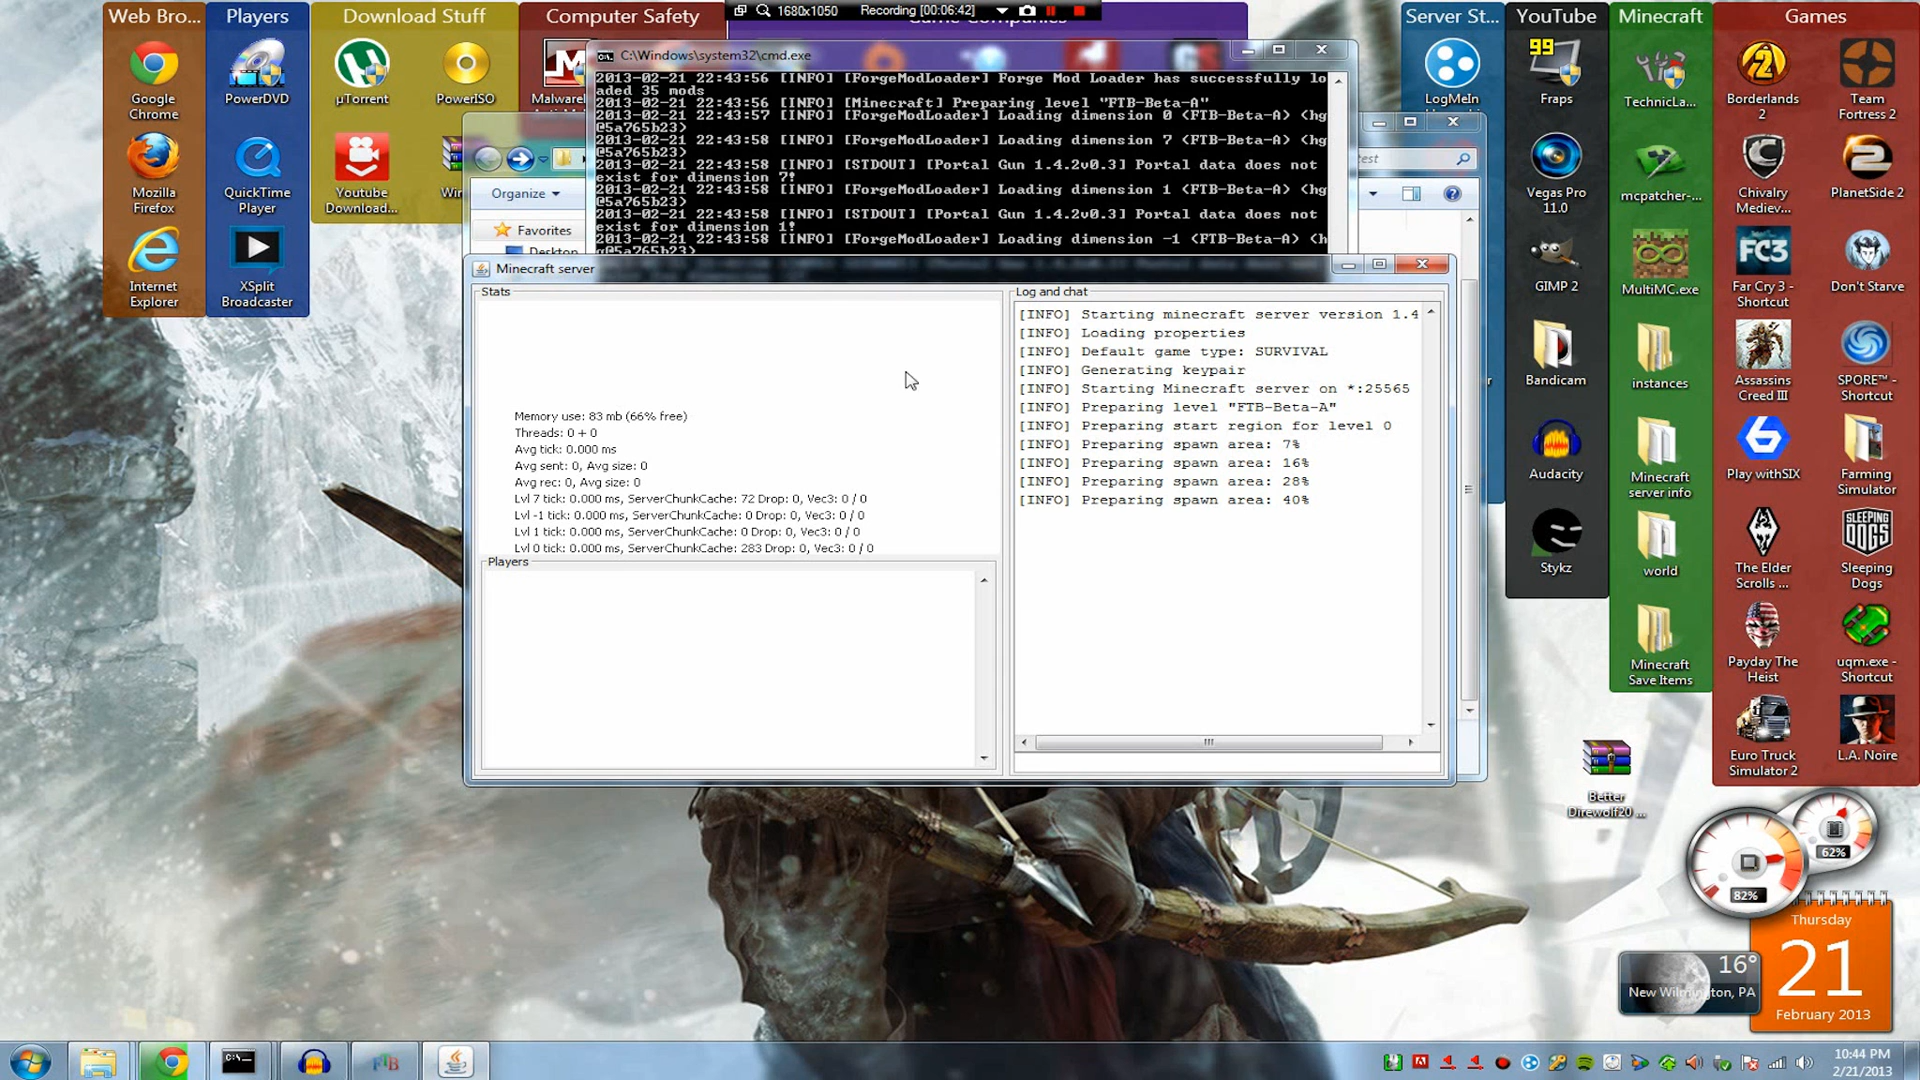 Web Bro...
Players
Download Stuff
Computer Safety
1680x1050
Recording [00:06:42]
Game Companies
Server St...
YouTube
Minecraft
Games
Google Chrome
PowerDVD
µTorrent
PowerISO
Malware
LogMeIn
99
Fraps
TechnicLa...
Borderlands 2
Team Fortress 2
Mozilla Firefox
QuickTime Player
Youtube Download...
Vegas Pro 11.0
mcpatcher-...
Chivalry Mediev...
PlanetSide 2
Internet Explorer
XSplit Broadcaster
GIMP 2
MultiMC.exe
FC3
Far Cry 3 - Shortcut
Don't Starve
Bandicam
instances
Assassins Creed III
SPORE™ - Shortcut
Audacity
Minecraft server info
Play withSIX
Farming Simulator
Stykz
world
The Elder Scrolls ...
SLEEPING DOGS
Sleeping Dogs
Minecraft Save Items
Payday The Heist
uqm.exe - Shortcut
Euro Truck Simulator 2
L.A. Noire
Better Direwolf20 ...
C:\Windows\system32\cmd.exe
2013-02-21 22:43:56 [INFO] [ForgeModLoader] Forge Mod Loader has successfully lo
aded 35 mods
2013-02-21 22:43:56 [INFO] [Minecraft] Preparing level "FTB-Beta-A"
2013-02-21 22:43:57 [INFO] [ForgeModLoader] Loading dimension 0 (FTB-Beta-A) (hg
@5a765b23)
2013-02-21 22:43:58 [INFO] [ForgeModLoader] Loading dimension 7 (FTB-Beta-A) (hg
@5a765b23)
2013-02-21 22:43:58 [INFO] [STDOUT] [Portal Gun 1.4.2v0.3] Portal data does not
exist for dimension 7!
2013-02-21 22:43:58 [INFO] [ForgeModLoader] Loading dimension 1 (FTB-Beta-A) (hg
@5a765b23)
2013-02-21 22:43:58 [INFO] [STDOUT] [Portal Gun 1.4.2v0.3] Portal data does not
exist for dimension 1!
2013-02-21 22:43:58 [INFO] [ForgeModLoader] Loading dimension -1 (FTB-Beta-A) (h
g@5a765b23)
Organize
Favorites
Desktop
Minecraft server
Stats
Memory use: 83 mb (66% free)
Threads: 0 + 0
Avg tick: 0.000 ms
Avg sent: 0, Avg size: 0
Avg rec: 0, Avg size: 0
Lvl 7 tick: 0.000 ms, ServerChunkCache: 72 Drop: 0, Vec3: 0 / 0
Lvl -1 tick: 0.000 ms, ServerChunkCache: 0 Drop: 0, Vec3: 0 / 0
Lvl 1 tick: 0.000 ms, ServerChunkCache: 0 Drop: 0, Vec3: 0 / 0
Lvl 0 tick: 0.000 ms, ServerChunkCache: 283 Drop: 0, Vec3: 0 / 0
Players
Log and chat
[INFO] Starting minecraft server version 1.4
[INFO] Loading properties
[INFO] Default game type: SURVIVAL
[INFO] Generating keypair
[INFO] Starting Minecraft server on *:25565
[INFO] Preparing level "FTB-Beta-A"
[INFO] Preparing start region for level 0
[INFO] Preparing spawn area: 7%
[INFO] Preparing spawn area: 16%
[INFO] Preparing spawn area: 28%
[INFO] Preparing spawn area: 40%
62%
82%
Thursday
21
February 2013
16°
New Wilmington, PA
FTB
10:44 PM
2/21/2013